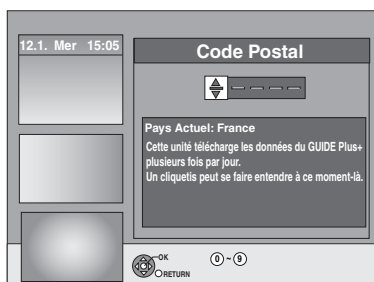 12.1. Mer 15:05
Code Postal
– – – –
Pays Actuel: France
Cette unité télécharge les données du GUIDE Plus+
plusieurs fois par jour.
Un cliquetis peut se faire entendre à ce moment-là.
OK
RETURN
0 ~ 9